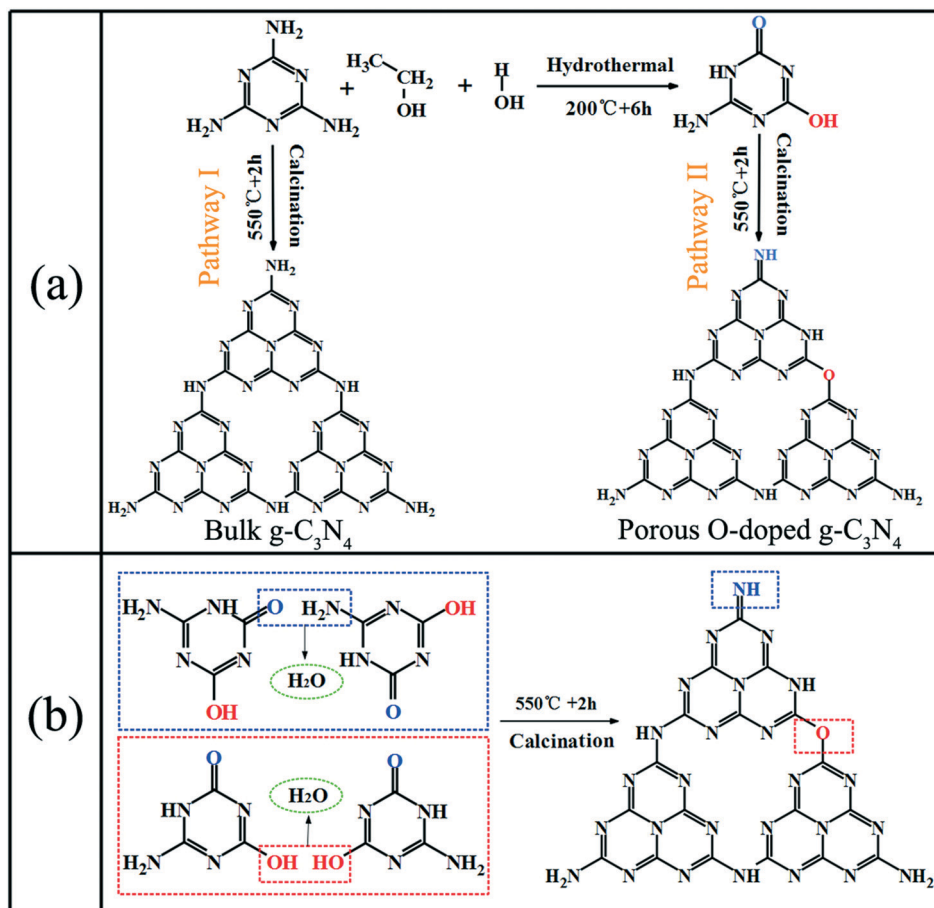 (a)
NH₂
N
N
H₂N
N
NH₂
+
H₃C
CH₂
OH
+
H
OH
Hydrothermal
200℃+6h
O
HN
N
H₂N
N
OH
Pathway I
550℃+2h
Calcination
Pathway II
550℃+2h
Calcination
NH₂
N N
N N N
N N N
HN NH
N N N N
N N N N N N
N N N N N N
H₂N NH NH₂
Bulk g-C₃N₄
NH
N N
N N NH
N N N
HN O
N N N N
N N N N N N
N N N N N N
H₂N NH NH₂
Porous O-doped g-C₃N₄
(b)
H₂N NH O
N N
OH
H₂N N OH
HN N
O
H₂O
O
HN N
H₂N N OH
O
N NH
HO N NH₂
H₂O
550℃ +2h
Calcination
NH
N N
N N NH
N N N
HN O
N N N N
N N N N N N
N N N N N N
H₂N NH NH₂